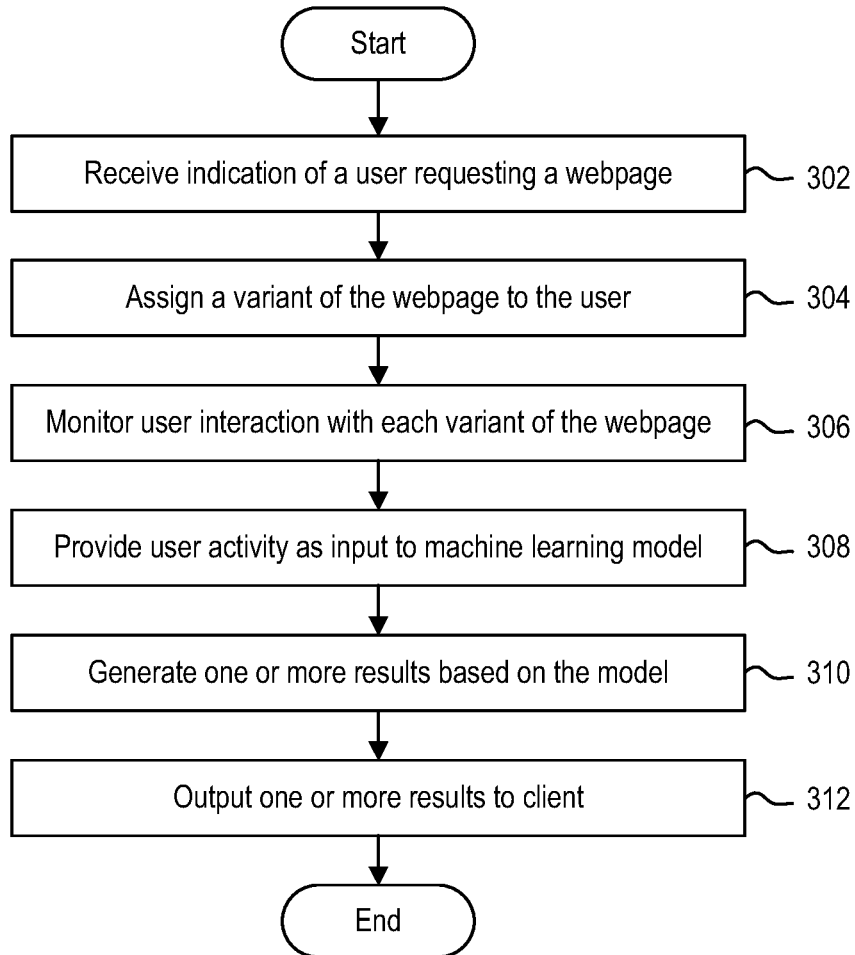 Start
Receive indication of a user requesting a webpage 302
Assign a variant of the webpage to the user 304
Monitor user interaction with each variant of the webpage 306
Provide user activity as input to machine learning model 308
Generate one or more results based on the model 310
Output one or more results to client 312
End